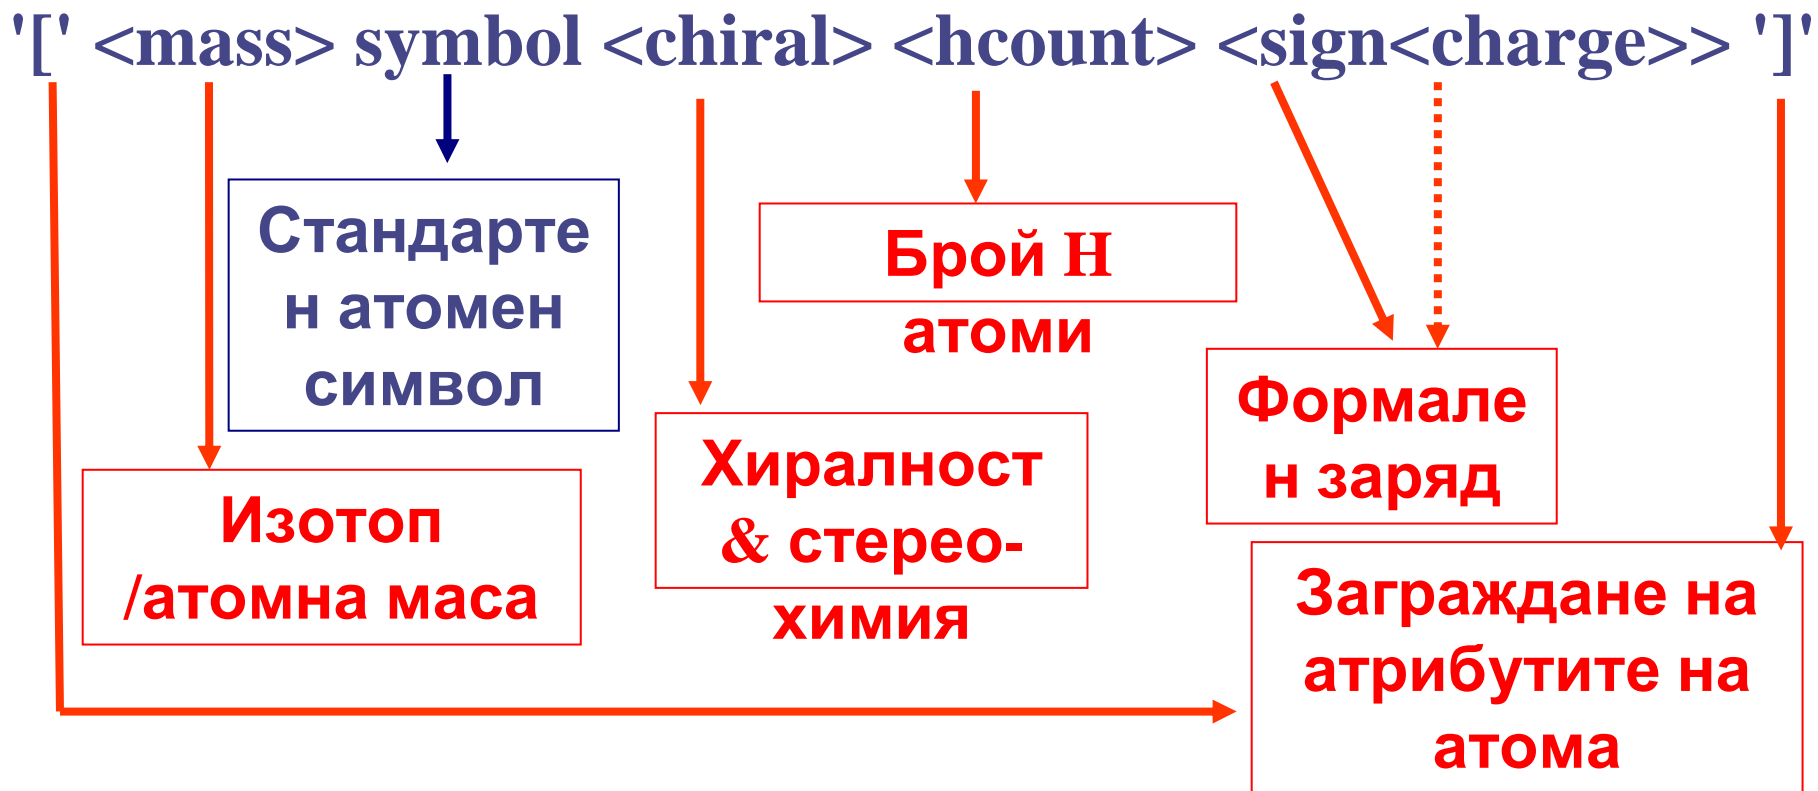 '[' <mass> symbol <chiral> <hcount> <sign<charge>> ']'
Стандарте
н атомен
символ
Брой H
атоми
Формале
н заряд
Хиралност
& стерео-
химия
Изотоп
/атомна маса
Заграждане на
атрибутите на
атома